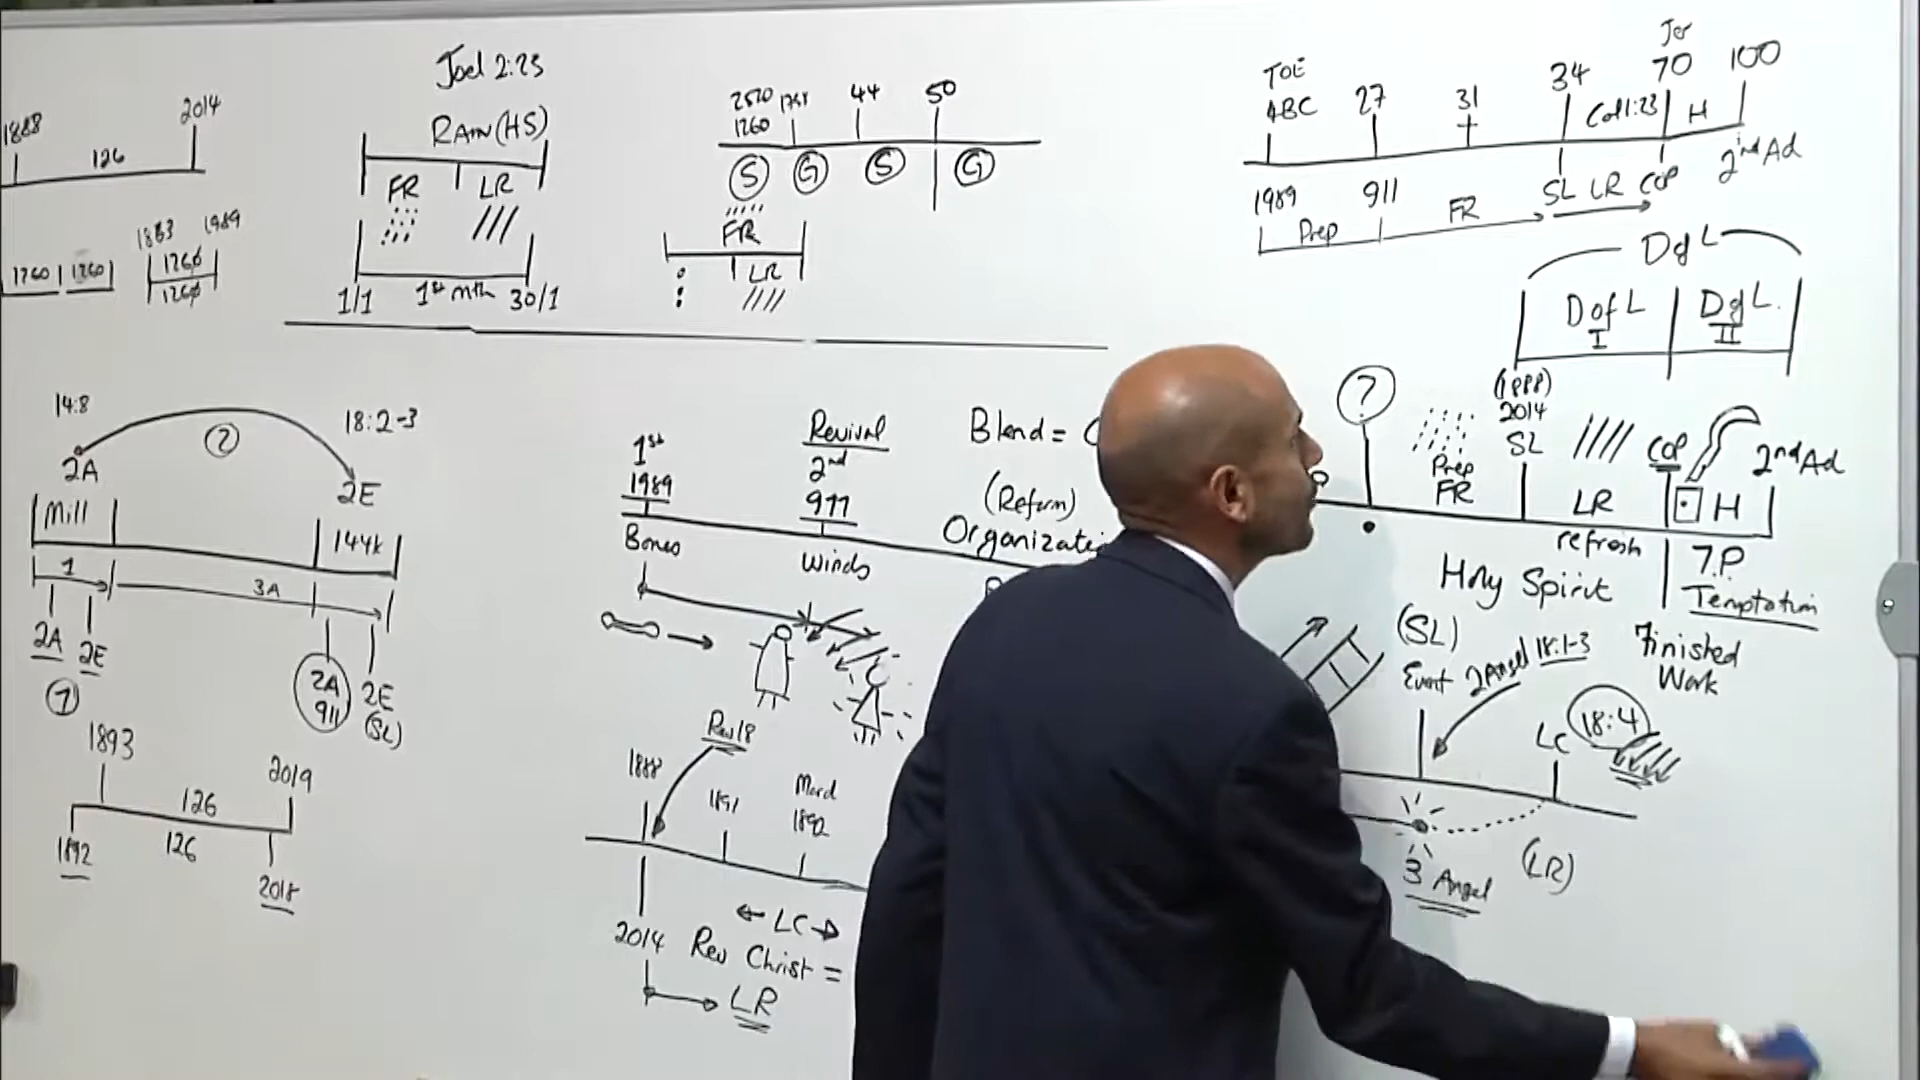 1888
2014
126
1863
1989
1260
1260
1260
1260
Joel 2:23
RAIN (HS)
FR
LR
1/1
1st mth
30/1
2520
1260
1798
44
50
S
G
S
G
FR
LR
TOE
4BC
27
31
34
Col 1:23
Jer
70
H
100
1989
911
SL
LR
COP
2nd Ad
Prep
FR
D of L
D of L
I
D of L.
II
14:8
18:2-3
2
2A
2E
Mill
144k
1
3A
2A
2E
2A
911
2E
(SL)
1
1893
2019
126
126
1892
2018
1st
1989
Revival
2nd
911
Blend =
(Reform)
Bones
Winds
Rev 18
1888
1891
1892
← LC →
2014
Rev Christ =
LR
?
Prep
FR
(1888)
2014
SL
LR
COP
H
2nd Ad
refresh
7.P
Holy Spirit
Temptation
(SL)
Event
2 Angel
18:1-3
Finished
Work
LC
18:4
3 Angel
(LR)